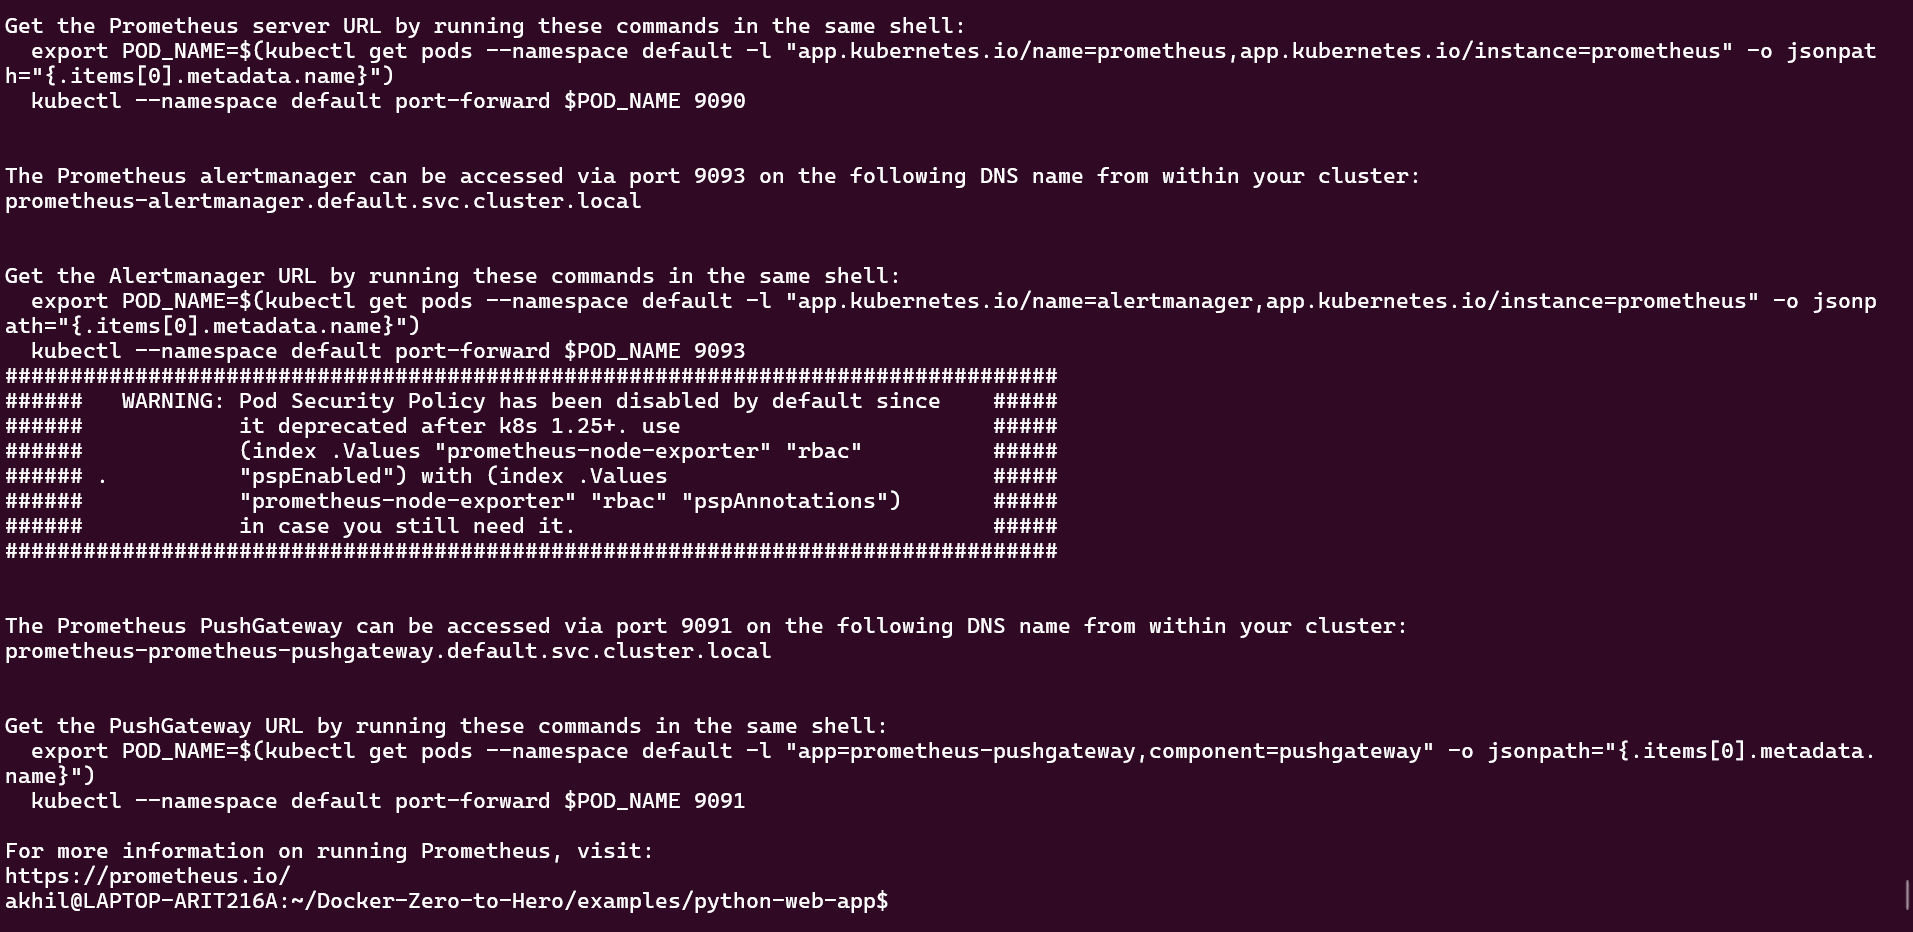 Get the Prometheus server URL by running these commands in the same shell:
  export POD_NAME=$(kubectl get pods --namespace default -l "app.kubernetes.io/name=prometheus,app.kubernetes.io/instance=prometheus" -o jsonpat
h="{.items[0].metadata.name}")
  kubectl --namespace default port-forward $POD_NAME 9090


The Prometheus alertmanager can be accessed via port 9093 on the following DNS name from within your cluster:
prometheus-alertmanager.default.svc.cluster.local


Get the Alertmanager URL by running these commands in the same shell:
  export POD_NAME=$(kubectl get pods --namespace default -l "app.kubernetes.io/name=alertmanager,app.kubernetes.io/instance=prometheus" -o jsonp
ath="{.items[0].metadata.name}")
  kubectl --namespace default port-forward $POD_NAME 9093
#################################################################################
######   WARNING: Pod Security Policy has been disabled by default since    #####
######            it deprecated after k8s 1.25+. use                        #####
######            (index .Values "prometheus-node-exporter" "rbac"          #####
###### .          "pspEnabled") with (index .Values                         #####
######            "prometheus-node-exporter" "rbac" "pspAnnotations")       #####
######            in case you still need it.                                #####
#################################################################################


The Prometheus PushGateway can be accessed via port 9091 on the following DNS name from within your cluster:
prometheus-prometheus-pushgateway.default.svc.cluster.local


Get the PushGateway URL by running these commands in the same shell:
  export POD_NAME=$(kubectl get pods --namespace default -l "app=prometheus-pushgateway,component=pushgateway" -o jsonpath="{.items[0].metadata.
name}")
  kubectl --namespace default port-forward $POD_NAME 9091

For more information on running Prometheus, visit:
https://prometheus.io/
akhil@LAPTOP-ARIT216A:~/Docker-Zero-to-Hero/examples/python-web-app$